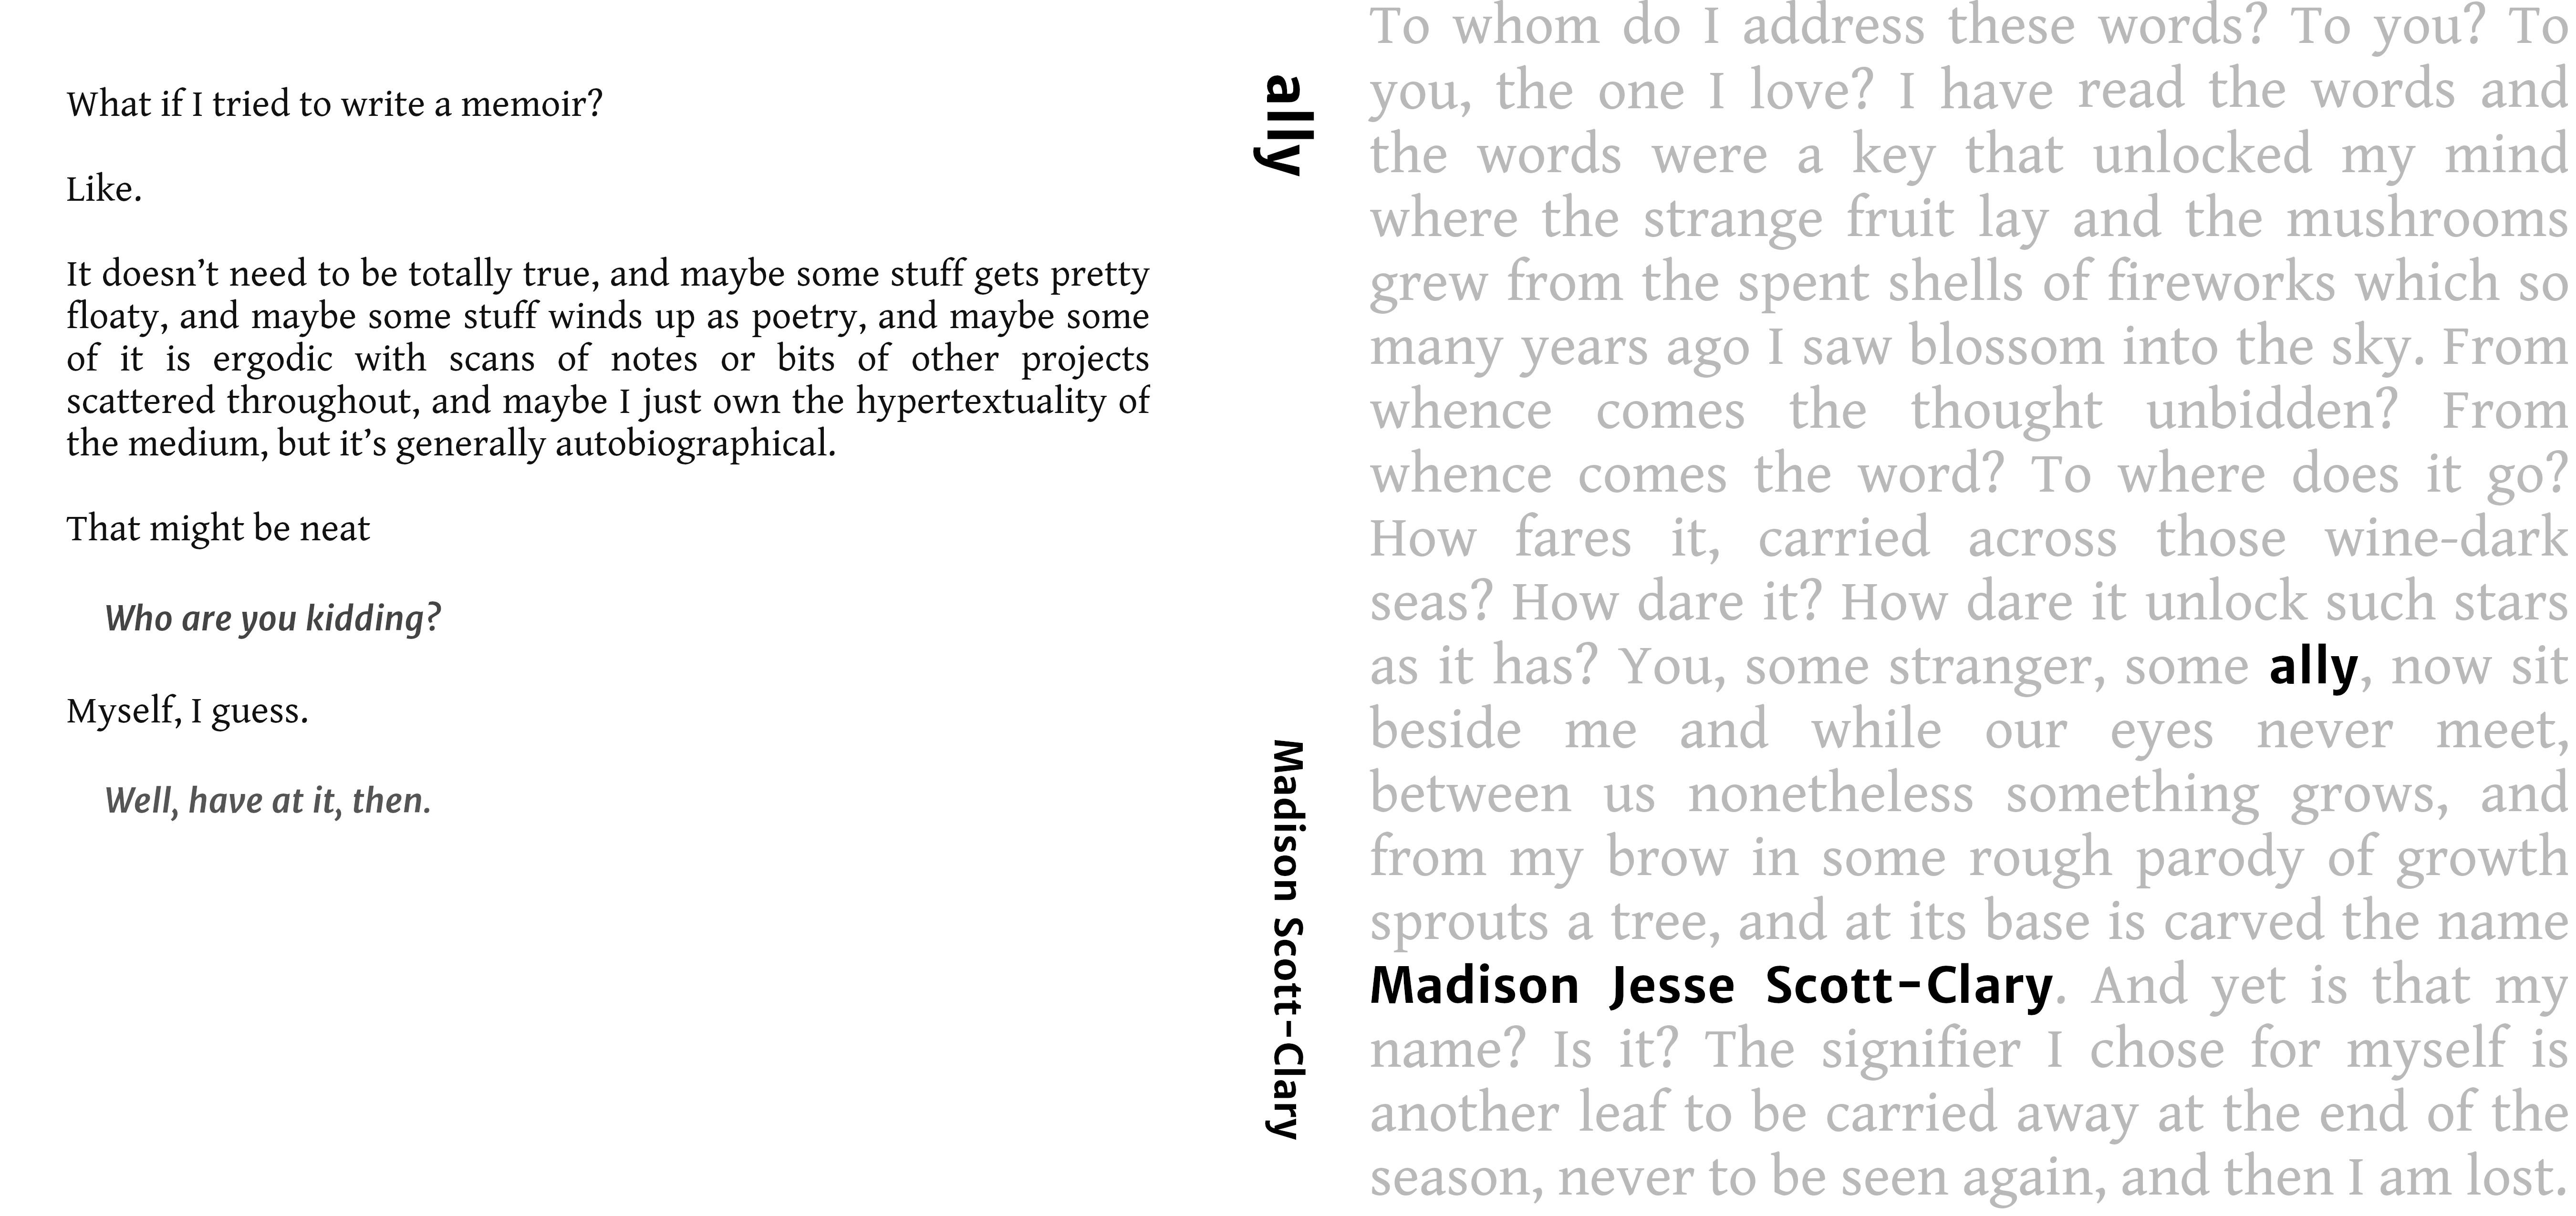 What if I tried to write a memoir?
Like.
It doesn’t need to be totally true, and maybe some stuff gets pretty
floaty, and maybe some stuff winds up as poetry, and maybe some
of it is ergodic with scans of notes or bits of other projects
scattered throughout, and maybe I just own the hypertextuality of
the medium, but it’s generally autobiographical.
That might be neat
Who are you kidding?
Myself, I guess.
Well, have at it, then.
ally
Madison Scott-Clary
To whom do I address these words? To you? To
you, the one I love? I have read the words and
the words were a key that unlocked my mind
where the strange fruit lay and the mushrooms
grew from the spent shells of fireworks which so
many years ago I saw blossom into the sky. From
whence comes the thought unbidden? From
whence comes the word? To where does it go?
How fares it, carried across those wine-dark
seas? How dare it? How dare it unlock such stars
as it has? You, some stranger, some ally, now sit
beside me and while our eyes never meet,
between us nonetheless something grows, and
from my brow in some rough parody of growth
sprouts a tree, and at its base is carved the name
Madison Jesse Scott-Clary. And yet is that my
name? Is it? The signifier I chose for myself is
another leaf to be carried away at the end of the
season, never to be seen again, and then I am lost.